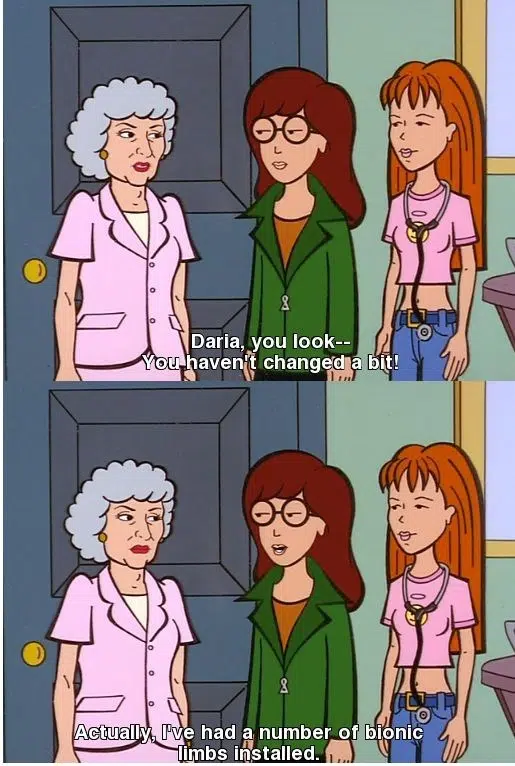 Daria, you look--
You haven't changed a bit!
Actually, I've had a number of bionic
limbs installed.